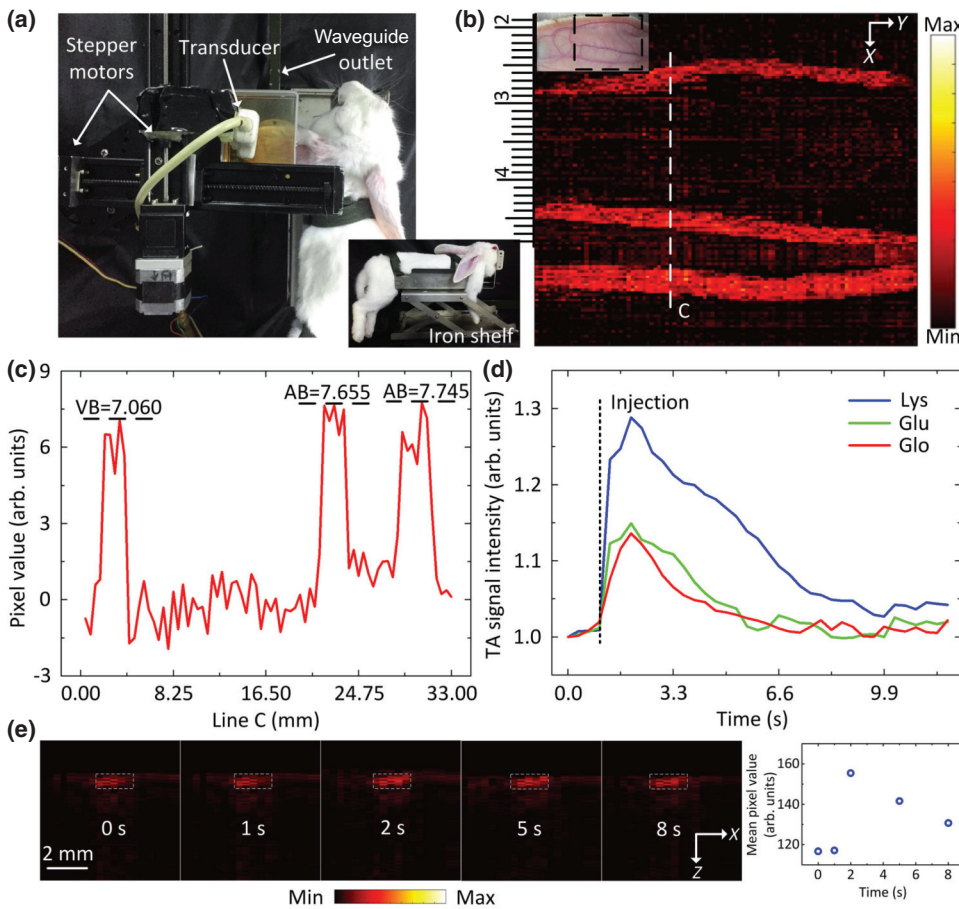 (a)
Stepper
motors
Transducer
Waveguide
outlet
Iron shelf
(b)
2
3
4
Y
X
C
Max
Min
(c)
9
6
3
0
-3
Pixel value (arb. units)
VB=7.060
AB=7.655
AB=7.745
0.00 8.25 16.50 24.75 33.00
Line C (mm)
(d)
1.3
1.2
1.1
1.0
TA signal intensity (arb. units)
Injection
Lys
Glu
Glo
0.0 3.3 6.6 9.9
Time (s)
(e)
0 s
1 s
2 s
5 s
8 s
2 mm
X
Z
Min
Max
Mean pixel value
(arb. units)
160
140
120
0 2 4 6 8
Time (s)